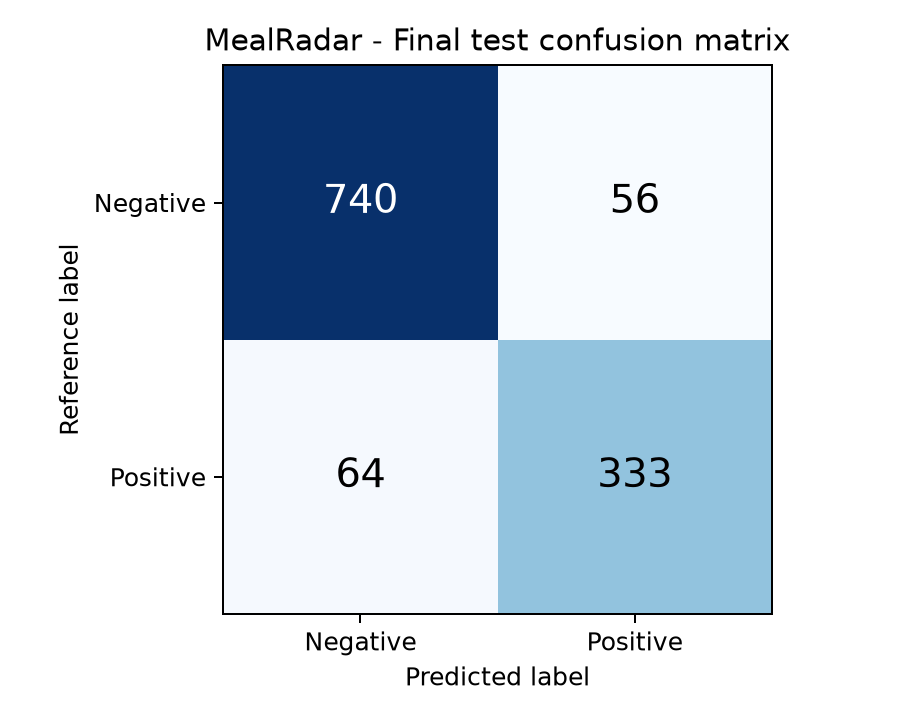 MealRadar - Final test confusion matrix
Reference label
Negative
740
56
Positive
64
333
Negative
Positive
Predicted label